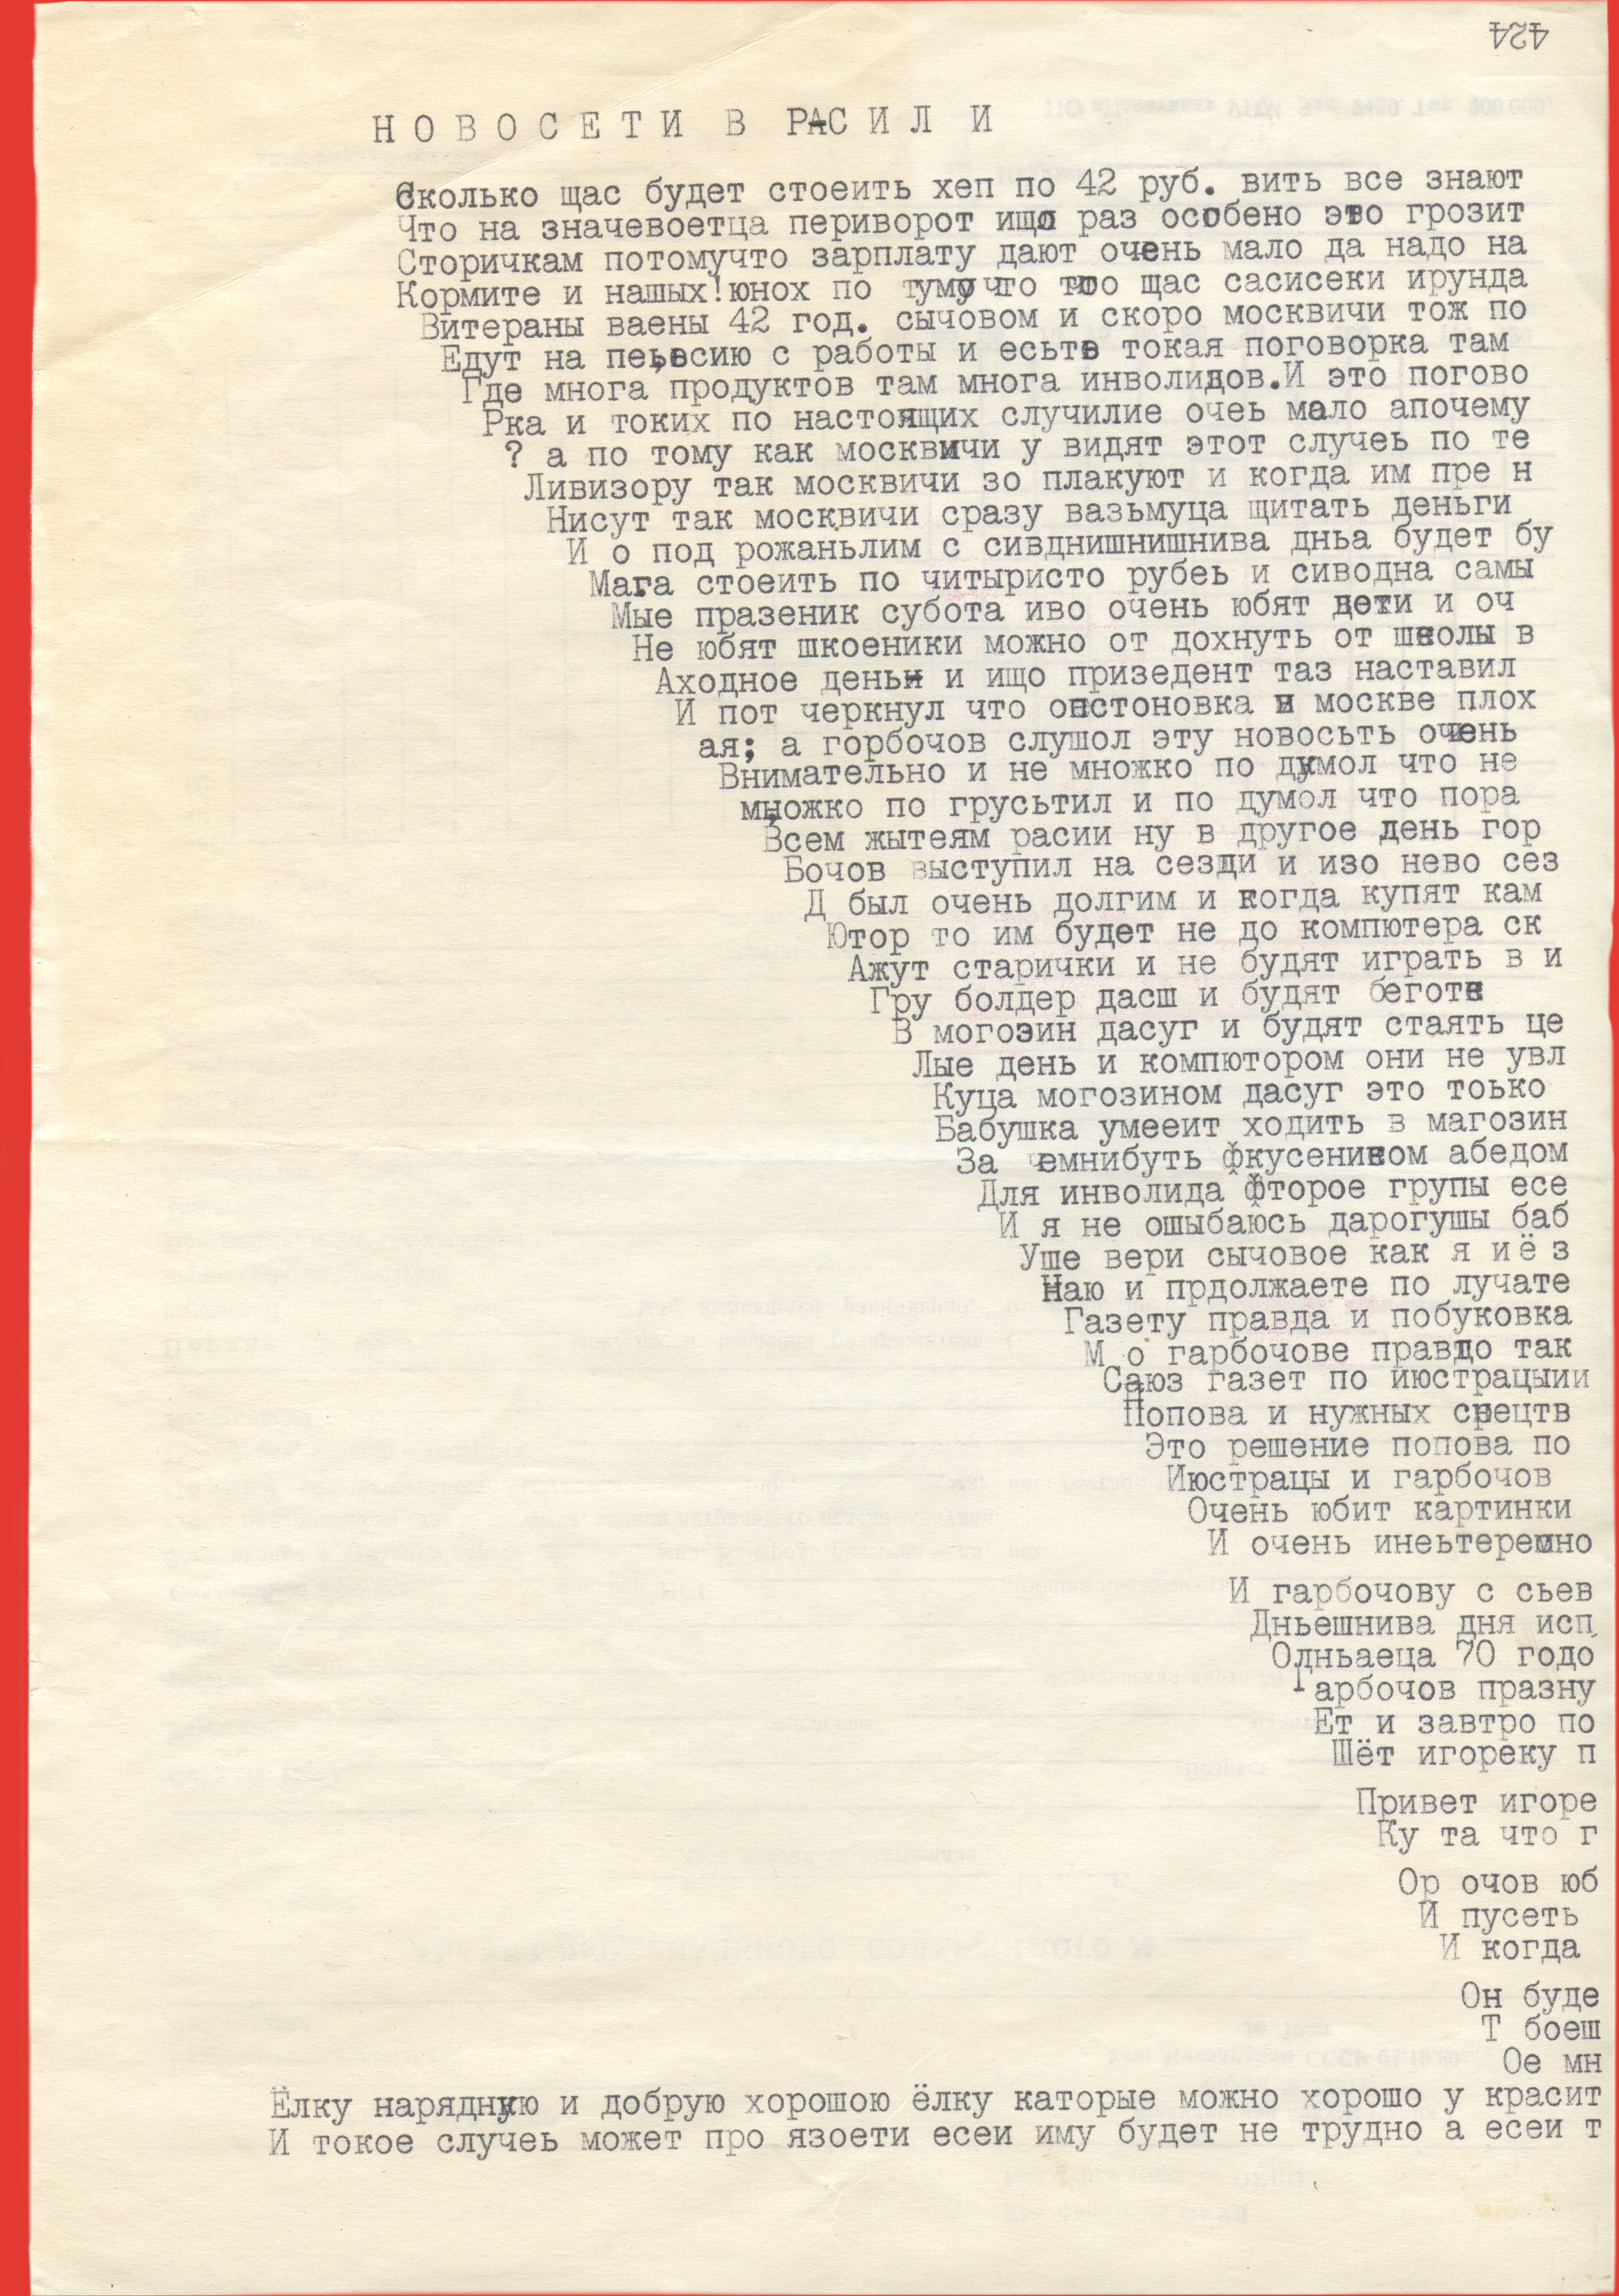 424
Н О В О С Е Т И В РАС И Л И
Сколько щас будет стоеить хеп по 42 руб. вить все знают
Что на значевоетца периворот ищо раз особено это грозит
Сторичкам потомучто зарплату дают очень мало да надо на
Кормите и нашых!юнох по тумучго что щас сасисеки ирунда
Витераны ваены 42 год. сычовом и скоро москвичи тож по
Едут на пеьвсию с работы и есьтв токая поговорка там
Где многа продуктов там многа инволидов.И это погово
Рка и токих по настоящих случилие очеь мало апочему
? а по тому как москвичи у видят этот случеь по те
Ливизору так москвичи зо плакуют и когда им пре н
Нисут так москвичи сразу вазьмуца щитать деньги
И о под рожаньлим с сивднишнишнива дньа будет бу
Мага стоеить по читыристо рубеь и сиводна самы
Мые празеник субота иво очень юбят дети и оч
Не юбят шкоеники можно от дохнуть от школы в
Аходное деньи и ищо призедент таз наставил
И пот черкнул что онстоновка в москве плох
ая; а горбочов слушол эту новосьть очень
Внимательно и не множко по думол что не
множко по грусьтил и по думол что пора
Всем жытеям расии ну в другое день гор
Бочов выступил на сезди и изо нево сез
Д был очень долгим и когда купят кам
Ютор то им будет не до компютера ск
Ажут старички и не будят играть в и
Гру болдер дасш и будят беготв
В могозин дасуг и будят стаять це
Лые день и компютором они не увл
Куца могозином дасуг это тоько
Бабушка умееит ходить в магозин
За чемнибуть фкусеником абедом
Для инволида фторое групы есе
И я не ошыбаюсь дарогушы баб
Уше вери сычовое как я иё з
Наю и прдолжаете по лучате
Газету правда и побуковка
М о гарбочове правдо так
Саюз газет по июстрацыии
Попова и нужных спецтв
Это решение попова по
Июстрацы и гарбочов
Очень юбит картинки
И очень инеьтеремно
И гарбочову с сьев
Дньешнива дня исп
Олньаеца 70 годо
Гарбочов празну
Ет и завтро по
Шёт игореку п
Привет игоре
Ку та что г
Ор очов юб
И пусеть
И когда
Он буде
Т боеш
Ое мн
Ёлку нарядную и добрую хорошою ёлку каторые можно хорошо у красит
И токое случеь может про язоети есеи иму будет не трудно а есеи т